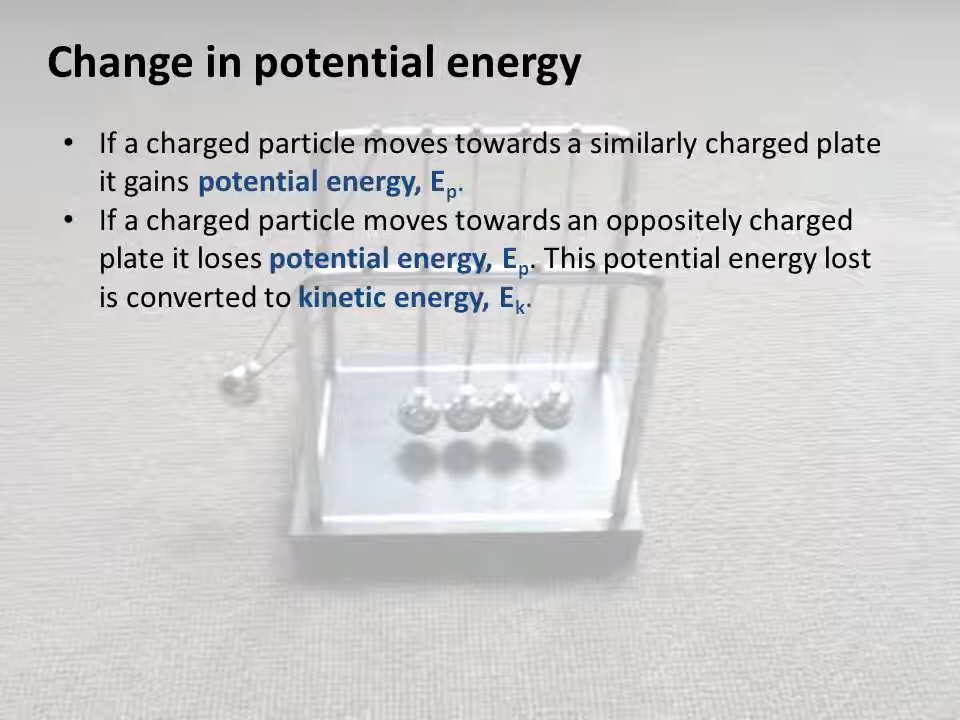 Change in potential energy
• If a charged particle moves towards a similarly charged plate
it gains potential energy, Eₚ.
• If a charged particle moves towards an oppositely charged
plate it loses potential energy, Eₚ. This potential energy lost
is converted to kinetic energy, Eₖ.